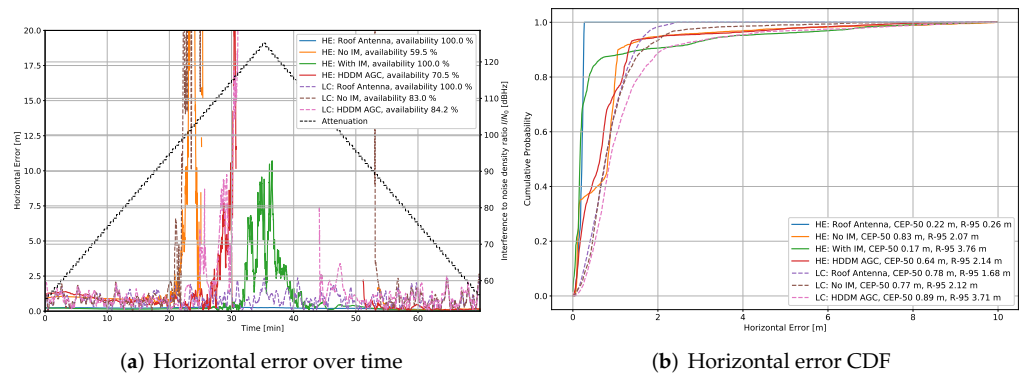 20.0
17.5
15.0
12.5
10.0
7.5
5.0
2.5
0.0
Horizontal Error [m]
0 10 20 30 40 50 60
Time [min]
120
110
100
90
80
70
60
Interference to noise density ratio I/N0 [dBHz]
HE: Roof Antenna, availability 100.0 %
HE: No IM, availability 59.5 %
HE: With IM, availability 100.0 %
HE: HDDM AGC, availability 70.5 %
LC: Roof Antenna, availability 100.0 %
LC: No IM, availability 83.0 %
LC: HDDM AGC, availability 84.2 %
Attenuation
(a) Horizontal error over time
1.0
0.8
0.6
0.4
0.2
0.0
Cumulative Probability
0 2 4 6 8 10
Horizontal Error [m]
HE: Roof Antenna, CEP-50 0.22 m, R-95 0.26 m
HE: No IM, CEP-50 0.83 m, R-95 2.07 m
HE: With IM, CEP-50 0.17 m, R-95 3.76 m
HE: HDDM AGC, CEP-50 0.64 m, R-95 2.14 m
LC: Roof Antenna, CEP-50 0.78 m, R-95 1.68 m
LC: No IM, CEP-50 0.77 m, R-95 2.12 m
LC: HDDM AGC, CEP-50 0.89 m, R-95 3.71 m
(b) Horizontal error CDF